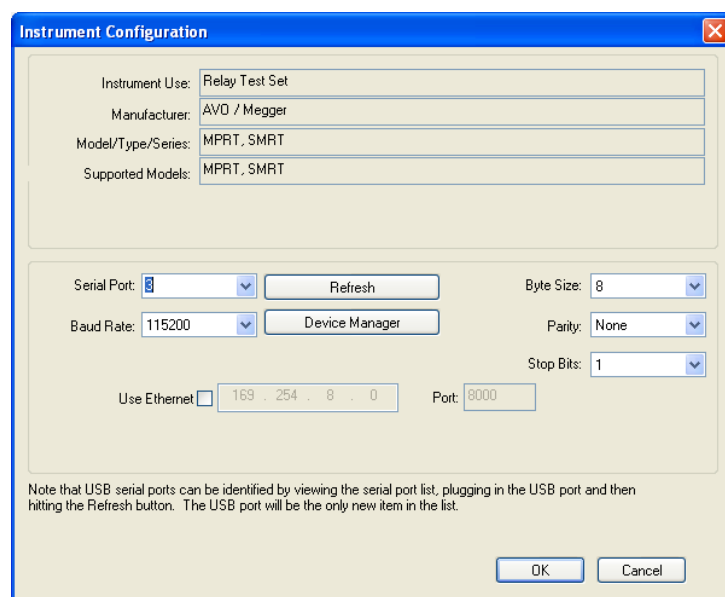 Instrument Configuration
Instrument Use: Relay Test Set
Manufacturer: AVO / Megger
Model/Type/Series: MPRT, SMRT
Supported Models: MPRT, SMRT
Serial Port: 3 Refresh Byte Size: 8
Baud Rate: 115200 Device Manager Parity: None
Stop Bits: 1
Use Ethernet 169 . 254 . 8 . 0 Port: 8000
Note that USB serial ports can be identified by viewing the serial port list, plugging in the USB port and then
hitting the Refresh button. The USB port will be the only new item in the list.
OK Cancel